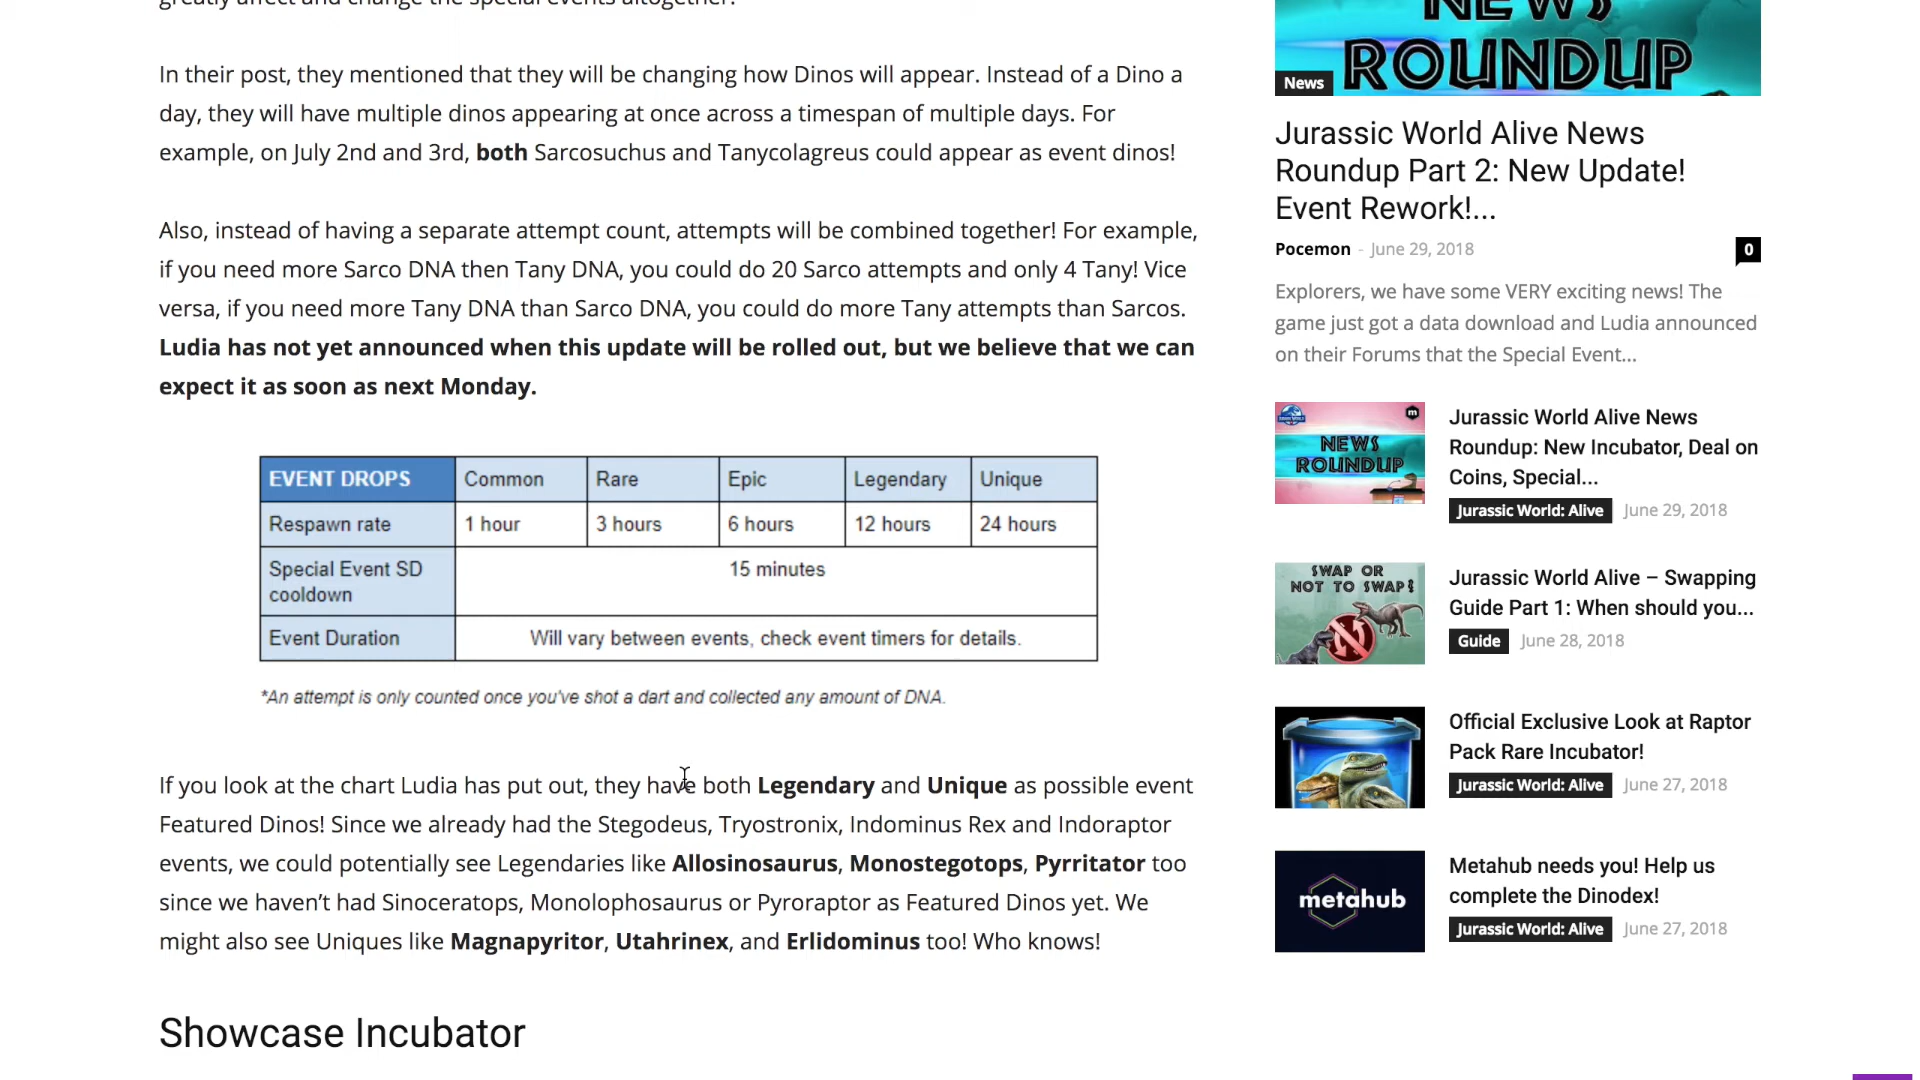 greatly affect and change the special events altogether.
In their post, they mentioned that they will be changing how Dinos will appear. Instead of a Dino a
day, they will have multiple dinos appearing at once across a timespan of multiple days. For
example, on July 2nd and 3rd, both Sarcosuchus and Tanycolagreus could appear as event dinos!
Also, instead of having a separate attempt count, attempts will be combined together! For example,
if you need more Sarco DNA then Tany DNA, you could do 20 Sarco attempts and only 4 Tany! Vice
versa, if you need more Tany DNA than Sarco DNA, you could do more Tany attempts than Sarcos.
Ludia has not yet announced when this update will be rolled out, but we believe that we can
expect it as soon as next Monday.
EVENT DROPS Common Rare Epic Legendary Unique
Respawn rate 1 hour 3 hours 6 hours 12 hours 24 hours
Special Event SD
cooldown
15 minutes
Event Duration Will vary between events, check event timers for details.
*An attempt is only counted once you've shot a dart and collected any amount of DNA.
If you look at the chart Ludia has put out, they have both Legendary and Unique as possible event
Featured Dinos! Since we already had the Stegodeus, Tryostronix, Indominus Rex and Indoraptor
events, we could potentially see Legendaries like Allosinosaurus, Monostegotops, Pyrritator too
since we haven't had Sinoceratops, Monolophosaurus or Pyroraptor as Featured Dinos yet. We
might also see Uniques like Magnapyritor, Utahrinex, and Erlidominus too! Who knows!
Showcase Incubator
NEWS
ROUNDUP
News
Jurassic World Alive News
Roundup Part 2: New Update!
Event Rework!...
Pocemon - June 29, 2018
0
Explorers, we have some VERY exciting news! The
game just got a data download and Ludia announced
on their Forums that the Special Event...
m
NEWS
ROUNDUP
Jurassic World Alive News
Roundup: New Incubator, Deal on
Coins, Special...
Jurassic World: Alive June 29, 2018
SWAP OR
NOT TO SWAP?
Jurassic World Alive – Swapping
Guide Part 1: When should you...
Guide June 28, 2018
Official Exclusive Look at Raptor
Pack Rare Incubator!
Jurassic World: Alive June 27, 2018
metahub
Metahub needs you! Help us
complete the Dinodex!
Jurassic World: Alive June 27, 2018